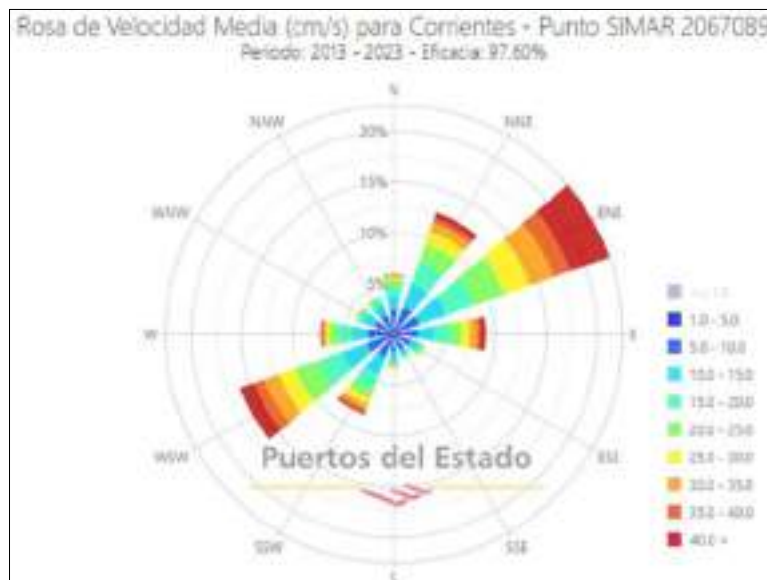 Rosa de Velocidad Media (cm/s) para Corrientes - Punto SIMAR 2067089
Periodo: 2013 - 2023 - Eficacia: 97.60%
N
NNW
NNE
20%
15%
WNW
ENE
10%
5%
W
E
1.0 - 5.0
5.0 - 10.0
10.0 - 15.0
15.0 - 20.0
20.0 - 25.0
25.0 - 30.0
30.0 - 35.0
35.0 - 40.0
40.0 +
WSW
ESE
Puertos del Estado
SSW
SSE
S